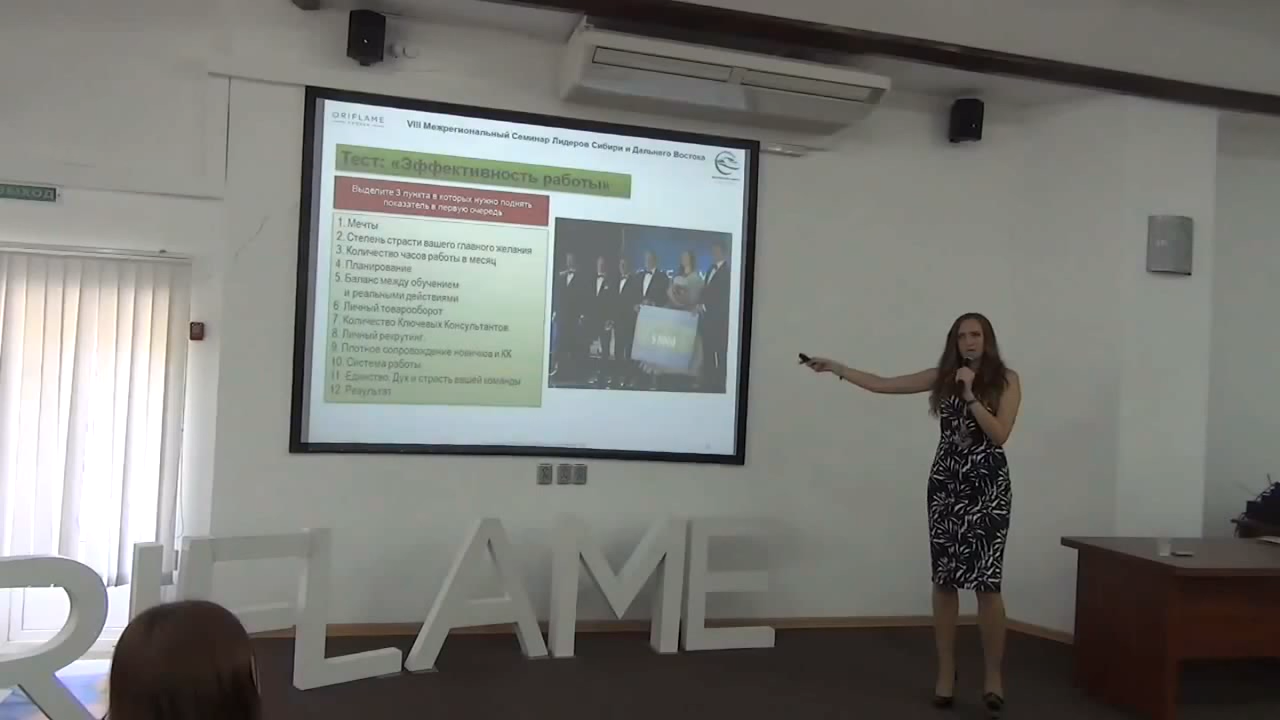 ВЫХОД
ORIFLAME
SWEDEN
VIII Межрегиональный Семинар Лидеров Сибири и Дальнего Востока
Тест: «Эффективность работы»
Выделите 3 пункта в которых нужно поднять
показатель в первую очередь
1. Мечты
2. Степень страсти вашего главного желания
3. Количество часов работы в месяц
4. Планирование
5. Баланс между обучением
и реальными действиями
6. Личный товарооборот
7. Количество Ключевых Консультантов
8. Личный рекрутинг
9. Плотное сопровождение новичков и КК
10. Система работы
11. Единство. Дух и страсть вашей команды
12. Результат
RIFLAME